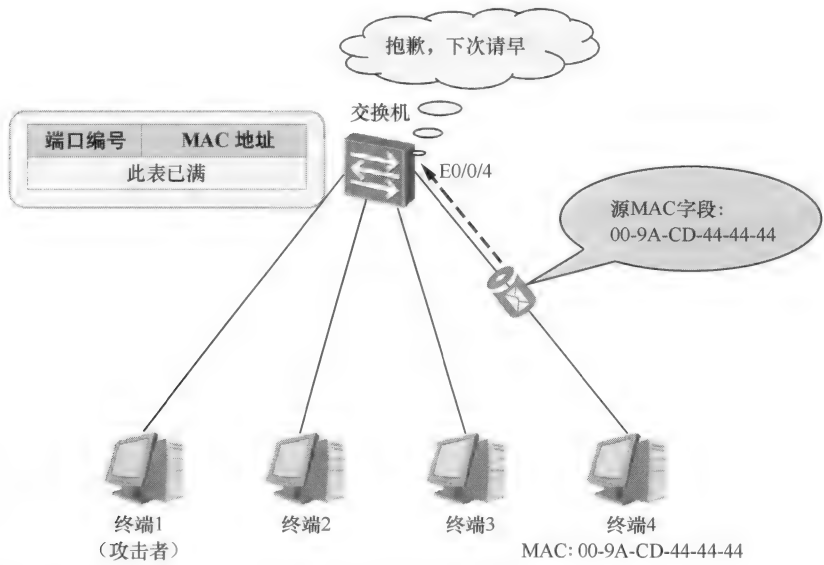 抱歉，下次请早
交换机
端口编号 MAC 地址
此表已满
E0/0/4
源MAC字段：
00-9A-CD-44-44-44
终端1
（攻击者）
终端2
终端3
终端4
MAC: 00-9A-CD-44-44-44